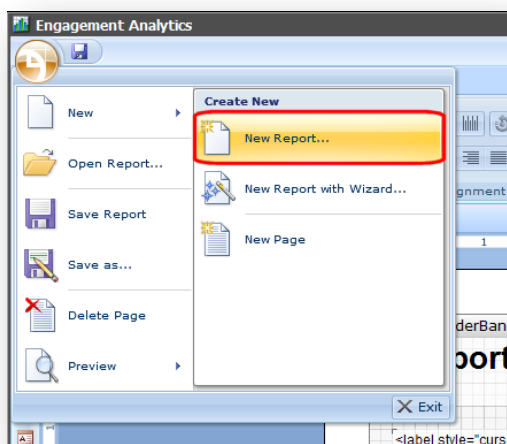 Engagement Analytics
Create New
New
New Report...
Open Report...
New Report with Wizard...
Save Report
New Page
Save as...
Delete Page
Preview
Exit
gnment
1
derBan
port
<label style="curs